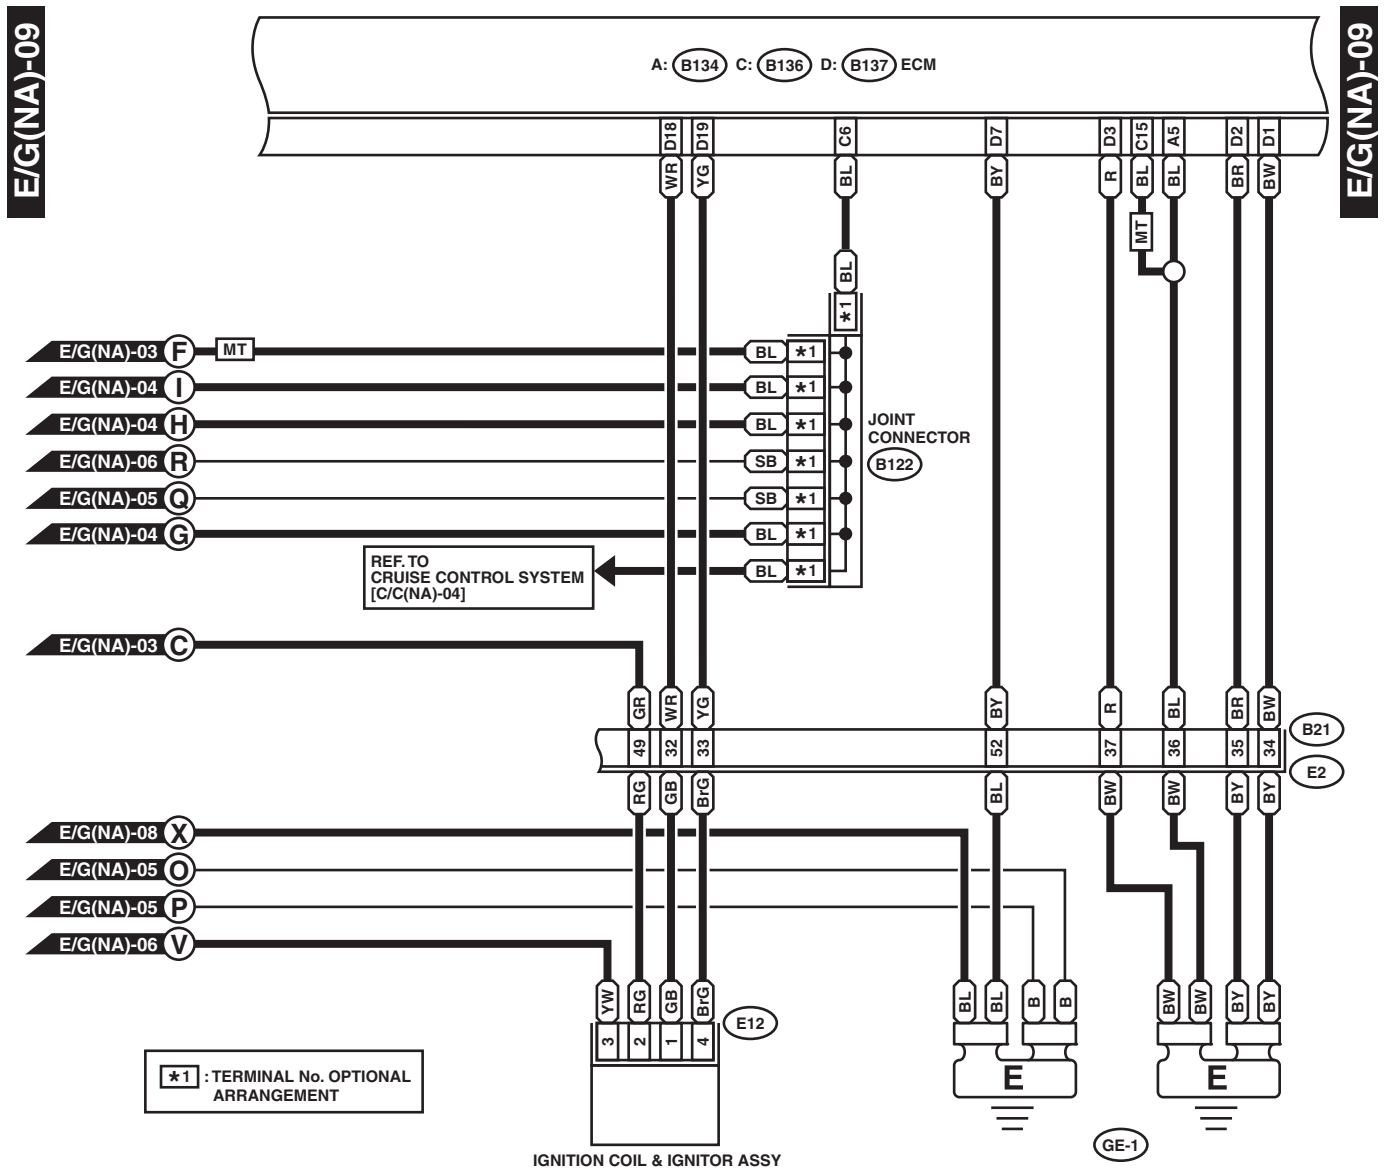 E/G(NA)-09
E/G(NA)-09
A: B134 C: B136 D: B137 ECM
D18 D19 C6 D7 D3 C15 A5 D2 D1
WR YG BL BY R BL BL BR BW
MT
BL
*1
E/G(NA)-03 F MT BL *1
E/G(NA)-04 I BL *1
E/G(NA)-04 H BL *1
JOINT
CONNECTOR
B122
E/G(NA)-06 R SB *1
E/G(NA)-05 Q SB *1
E/G(NA)-04 G BL *1
BL *1
REF. TO
CRUISE CONTROL SYSTEM
[C/C(NA)-04]
E/G(NA)-03 C
GR WR YG BY R BL BR BW
49 32 33 52 37 36 35 34
B21
E2
RG GB BrG BL BW BW BY BY
E/G(NA)-08 X
E/G(NA)-05 O
E/G(NA)-05 P
E/G(NA)-06 V
YW RG GB BrG BL BL B B BW BW BY BY
3 2 1 4
E12
E E
*1 : TERMINAL No. OPTIONAL
ARRANGEMENT
GE-1
IGNITION COIL & IGNITOR ASSY